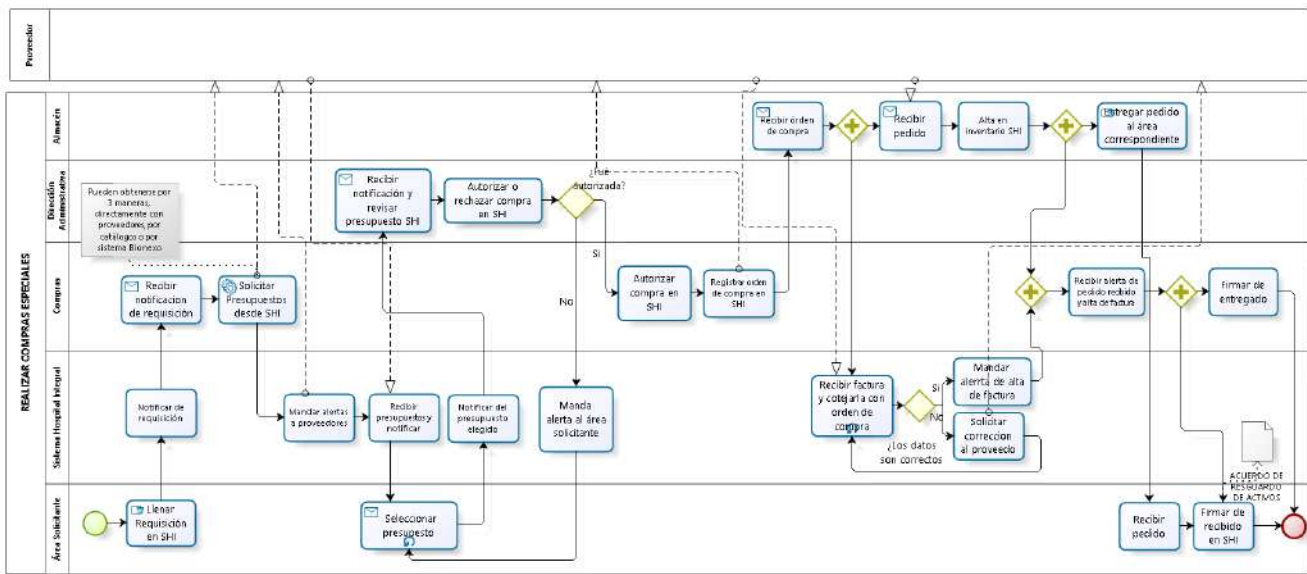 Proveedor
REALIZAR COMPRAS ESPECIALES
Almacén
Recibir orden
de compra
Recibir
pedido
Alta en
inventario SHI
Entregar pedido
al área
correspondiente
Dirección
Administrativa
Recibir
notificación y
revisar
presupuesto SHI
Autorizar o
rechazar compra
en SHI
¿Fue
autorizada?
Si
No
Pueden obtenerse por
3 maneras,
directamente con
proveedores, por
catálogos o por
sistema Bionexo.
Compras
Recibir
notificacion
de requisición
Solicitar
Presupuestos
desde SHI
Autorizar
compra en
SHI
Registrar orden
de compra en SHI
Recibir alerta de
pedido recibido
y alta de factura
Firmar de
entregado
Sistema Hospital Integral
Notificar de
requisición
Mandar alertas
a proveedores
Recibir
presupuestos y
notificar
Notificar del
presupuesto
elegido
Manda
alerta al área
solicitante
Recibir factura
y cotejarla con
orden de
compra
¿Los datos
son correctos
Si
No
Mandar
alerrta de alta
de factura
Solicitar
correccion
al proveedo
ACUERDO DE
RESGUARDO
DE ACTIVOS
Área Solicitante
Llenar
Requisición
en SHI
Seleccionar
presupesto
Recibir
pedido
Firmar de
recibido
en SHI